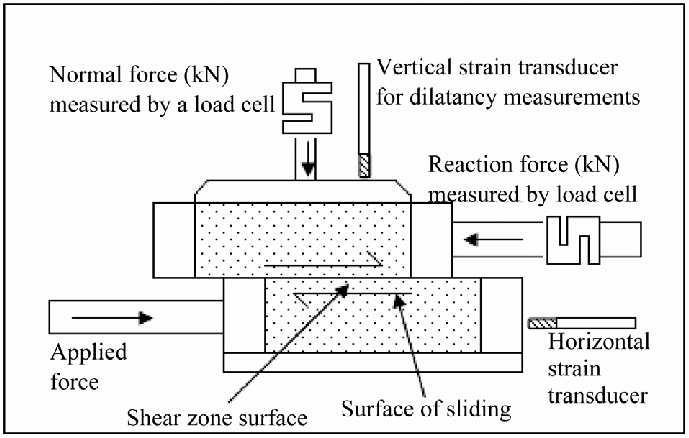 Normal force (kN)
measured by a load cell
Vertical strain transducer
for dilatancy measurements
Reaction force (kN)
measured by load cell
Applied
force
Horizontal
strain
transducer
Shear zone surface
Surface of sliding